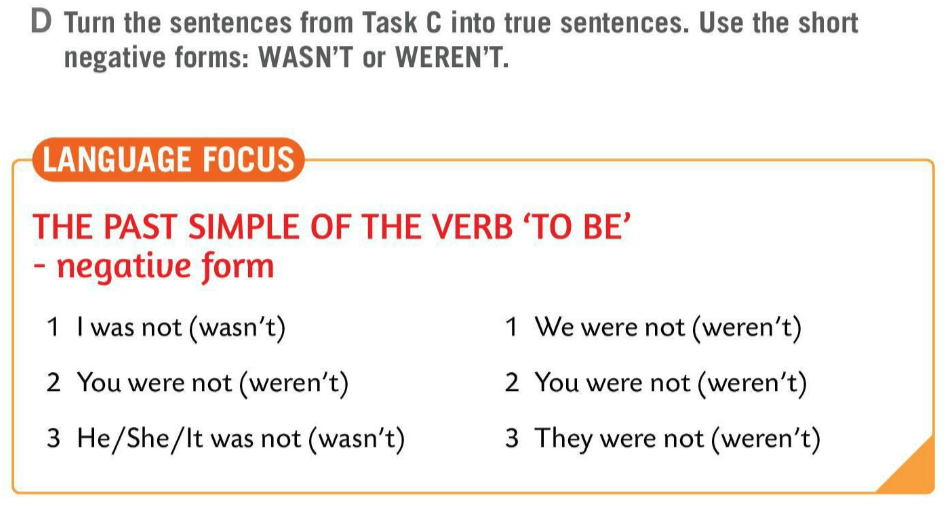 D Turn the sentences from Task C into true sentences. Use the short
negative forms: WASN'T or WEREN'T.
LANGUAGE FOCUS
THE PAST SIMPLE OF THE VERB ‘TO BE’
- negative form
1 I was not (wasn't)
2 You were not (weren't)
3 He/She/It was not (wasn't)
1 We were not (weren't)
2 You were not (weren't)
3 They were not (weren't)